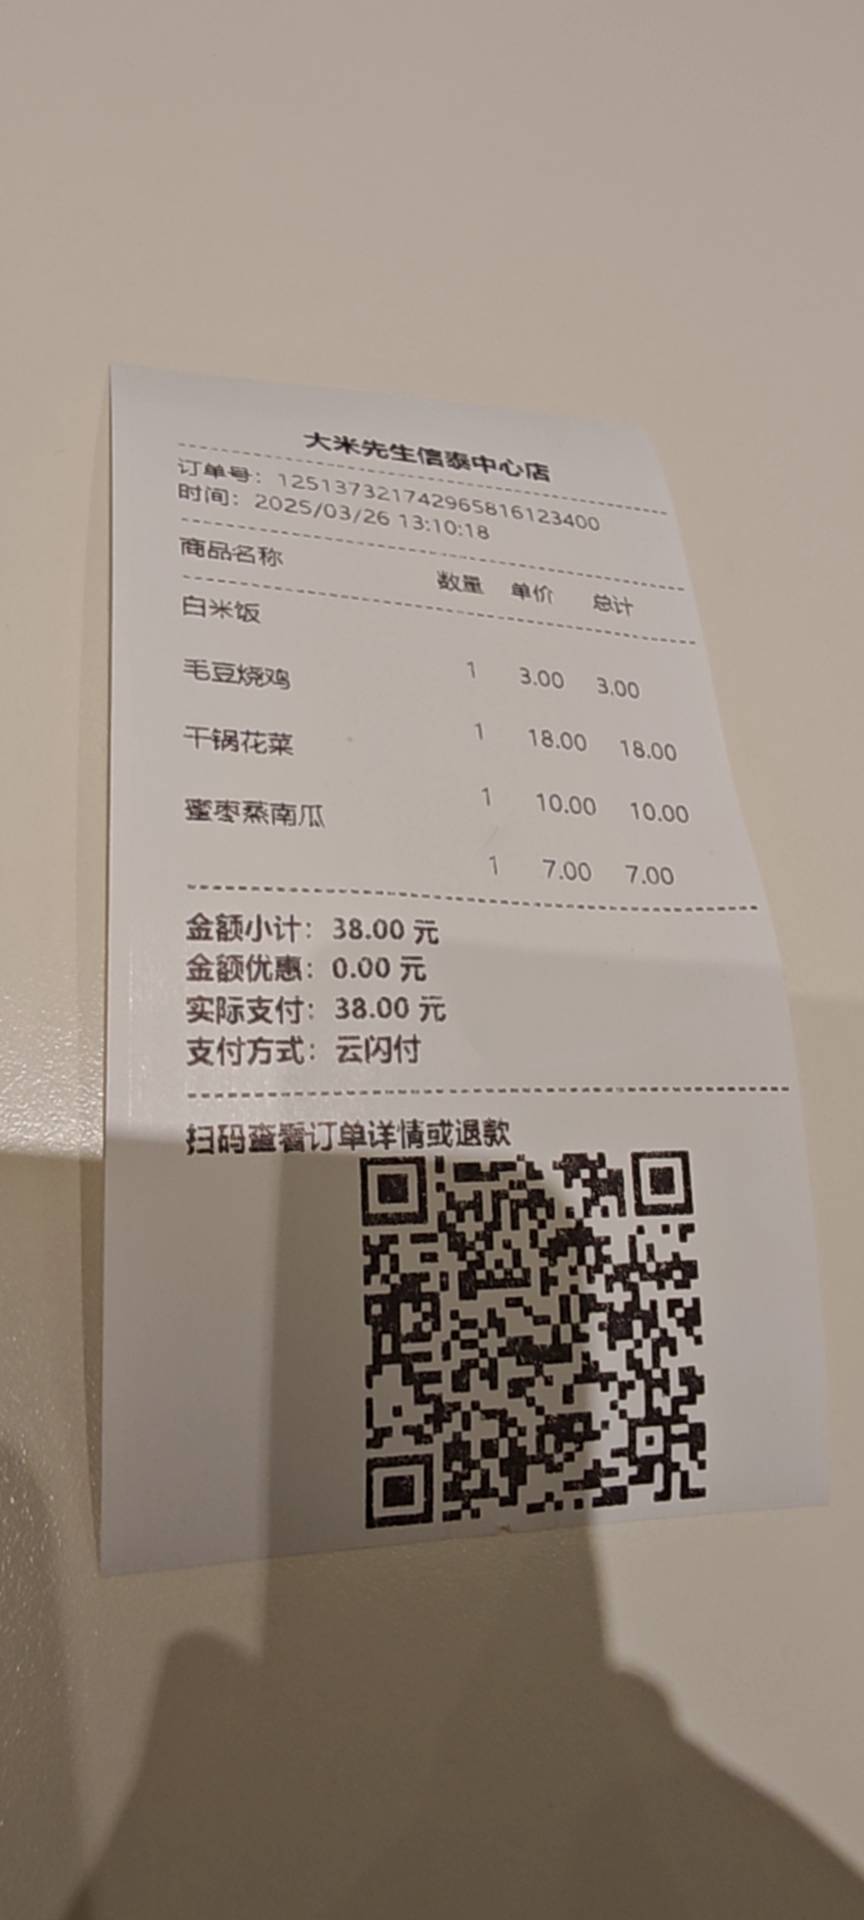 大米先生信泰中心店
订单号：125137321742965816123400
时间：2025/03/26 13:10:18
商品名称 数量 单价 总计
白米饭
1 3.00 3.00
毛豆烧鸡
1 18.00 18.00
干锅花菜
1 10.00 10.00
蜜枣蒸南瓜
1 7.00 7.00
金额小计：38.00 元
金额优惠：0.00 元
实际支付：38.00 元
支付方式：云闪付
扫码查看订单详情或退款